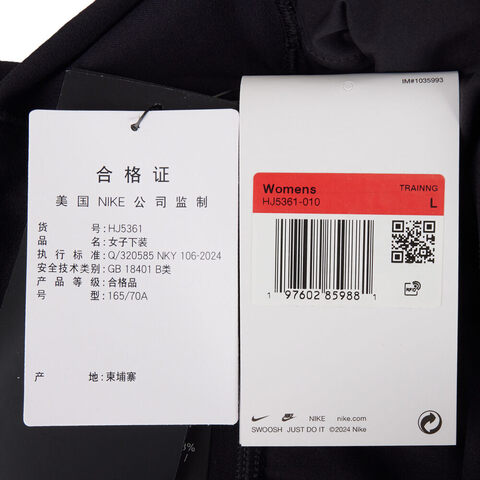 合格证
美国 NIKE 公司监制
货 号: HJ5361
品 名: 女子下装
执行标准: Q/320585 NKY 106-2024
安全技术类别: GB 18401 B类
产品等级: 合格品
号 型: 165/70A
产 地: 柬埔寨
IM#1035993
Womens TRAINNG
HJ5361-010 L
1 97602 85988 1
RFID
NIKE nike.com
SWOOSH JUST DO IT ©2024 Nike